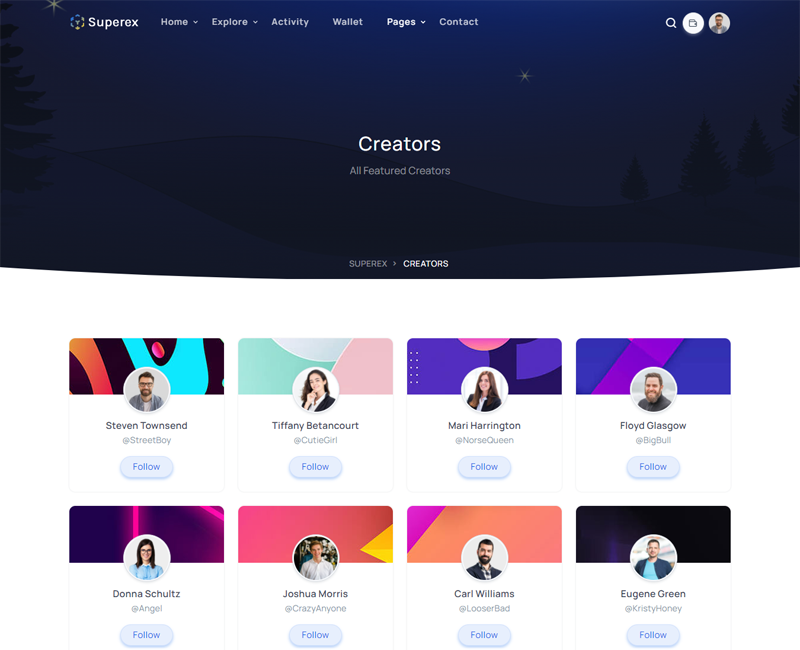 Superex Home Explore Activity Wallet Pages Contact
Creators
All Featured Creators
SUPEREX > CREATORS
Steven Townsend Tiffany Betancourt Mari Harrington Floyd Glasgow
@StreetBoy @CutieGirl @NorseQueen @BigBull
Follow Follow Follow Follow
Donna Schultz Joshua Morris Carl Williams Eugene Green
@Angel @CrazyAnyone @LooserBad @KristyHoney
Follow Follow Follow Follow